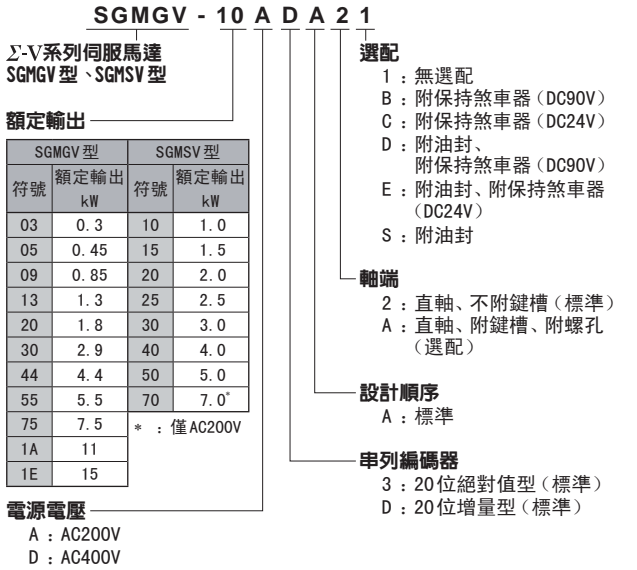 SGMGV - 10 A D A 2 1
Σ-V系列伺服馬達
SGMGV型、SGMSV型
額定輸出
SGMGV型 SGMSV型
符號 額定輸出 kW 符號 額定輸出 kW
03 0.3 10 1.0
05 0.45 15 1.5
09 0.85 20 2.0
13 1.3 25 2.5
20 1.8 30 3.0
30 2.9 40 4.0
44 4.4 50 5.0
55 5.5 70 7.0*
75 7.5
1A 11
1E 15
* ：僅AC200V
電源電壓
A：AC200V
D：AC400V
選配
1：無選配
B：附保持煞車器（DC90V）
C：附保持煞車器（DC24V）
D：附油封、
附保持煞車器（DC90V）
E：附油封、附保持煞車器
（DC24V）
S：附油封
軸端
2：直軸、不附鍵槽（標準）
A：直軸、附鍵槽、附螺孔
（選配）
設計順序
A：標準
串列編碼器
3：20位絕對值型（標準）
D：20位增量型（標準）